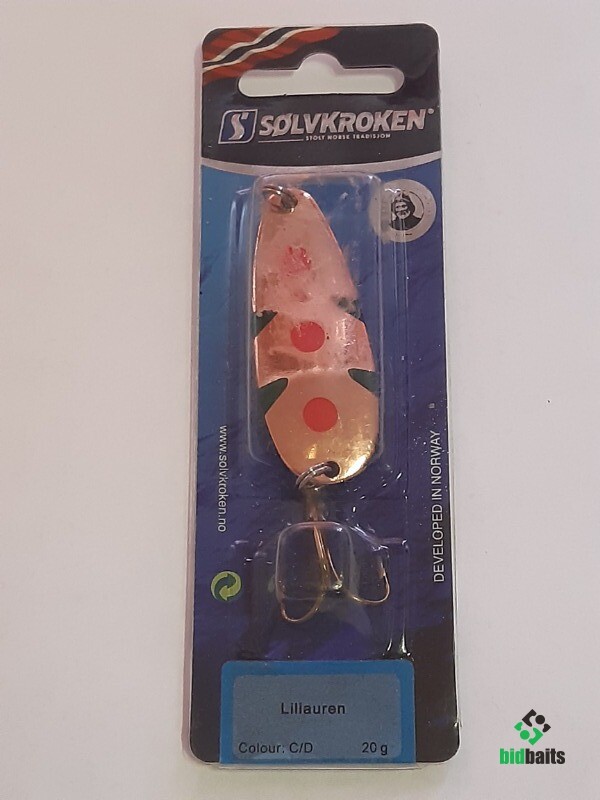 SØLVKROKEN®
STOLT NORSK TRADISJON
www.solvkroken.no
DEVELOPED IN NORWAY
Lillauren
Colour: C/D 20 g
bidbaits